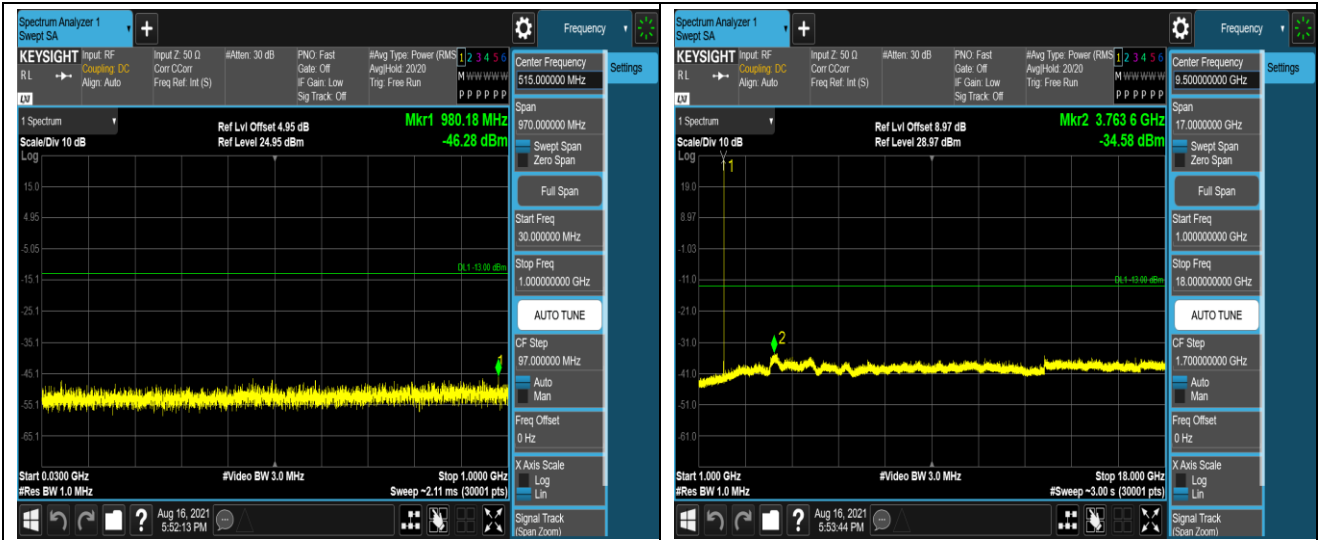 Spectrum Analyzer 1
Swept SA
Frequency
KEYSIGHT
Input: RF
Input Z: 50 Ω
#Atten: 30 dB
PNO: Fast
#Avg Type: Power (RMS
1 2 3 4 5 6
RL
Coupling: DC
Corr CCorr
Gate: Off
Avg|Hold: 20/20
M W W W W W
Align: Auto
Freq Ref: Int (S)
IF Gain: Low
Trig: Free Run
Sig Track: Off
P P P P P P
LXI
1 Spectrum
Ref Lvl Offset 4.95 dB
Mkr1 980.18 MHz
Scale/Div 10 dB
Ref Level 24.95 dBm
-46.28 dBm
Log
15.0
4.95
-5.05
DL1 -13.00 dBm
-15.1
-25.1
-35.1
1
-45.1
-55.1
-65.1
Start 0.0300 GHz
#Video BW 3.0 MHz
Stop 1.0000 GHz
#Res BW 1.0 MHz
Sweep ~2.11 ms (30001 pts)
Center Frequency
515.000000 MHz
Settings
Span
970.000000 MHz
Swept Span
Zero Span
Full Span
Start Freq
30.000000 MHz
Stop Freq
1.000000000 GHz
AUTO TUNE
CF Step
97.000000 MHz
Auto
Man
Freq Offset
0 Hz
X Axis Scale
Log
Lin
Signal Track
(Span Zoom)
?
Aug 16, 2021
5:52:13 PM
Spectrum Analyzer 1
Swept SA
Frequency
KEYSIGHT
Input: RF
Input Z: 50 Ω
#Atten: 30 dB
PNO: Fast
#Avg Type: Power (RMS
1 2 3 4 5 6
RL
Coupling: DC
Corr CCorr
Gate: Off
Avg|Hold: 20/20
M W W W W W
Align: Auto
Freq Ref: Int (S)
IF Gain: Low
Trig: Free Run
Sig Track: Off
P P P P P P
LXI
1 Spectrum
Ref Lvl Offset 8.97 dB
Mkr2 3.763 6 GHz
Scale/Div 10 dB
Ref Level 28.97 dBm
-34.58 dBm
Log
1
19.0
8.97
-1.03
-11.0
DL1 -13.00 dBm
-21.0
-31.0
2
-41.0
-51.0
-61.0
Start 1.000 GHz
#Video BW 3.0 MHz
Stop 18.000 GHz
#Res BW 1.0 MHz
#Sweep ~3.00 s (30001 pts)
Center Frequency
9.500000000 GHz
Settings
Span
17.0000000 GHz
Swept Span
Zero Span
Full Span
Start Freq
1.000000000 GHz
Stop Freq
18.000000000 GHz
AUTO TUNE
CF Step
1.700000000 GHz
Auto
Man
Freq Offset
0 Hz
X Axis Scale
Log
Lin
Signal Track
(Span Zoom)
?
Aug 16, 2021
5:53:44 PM